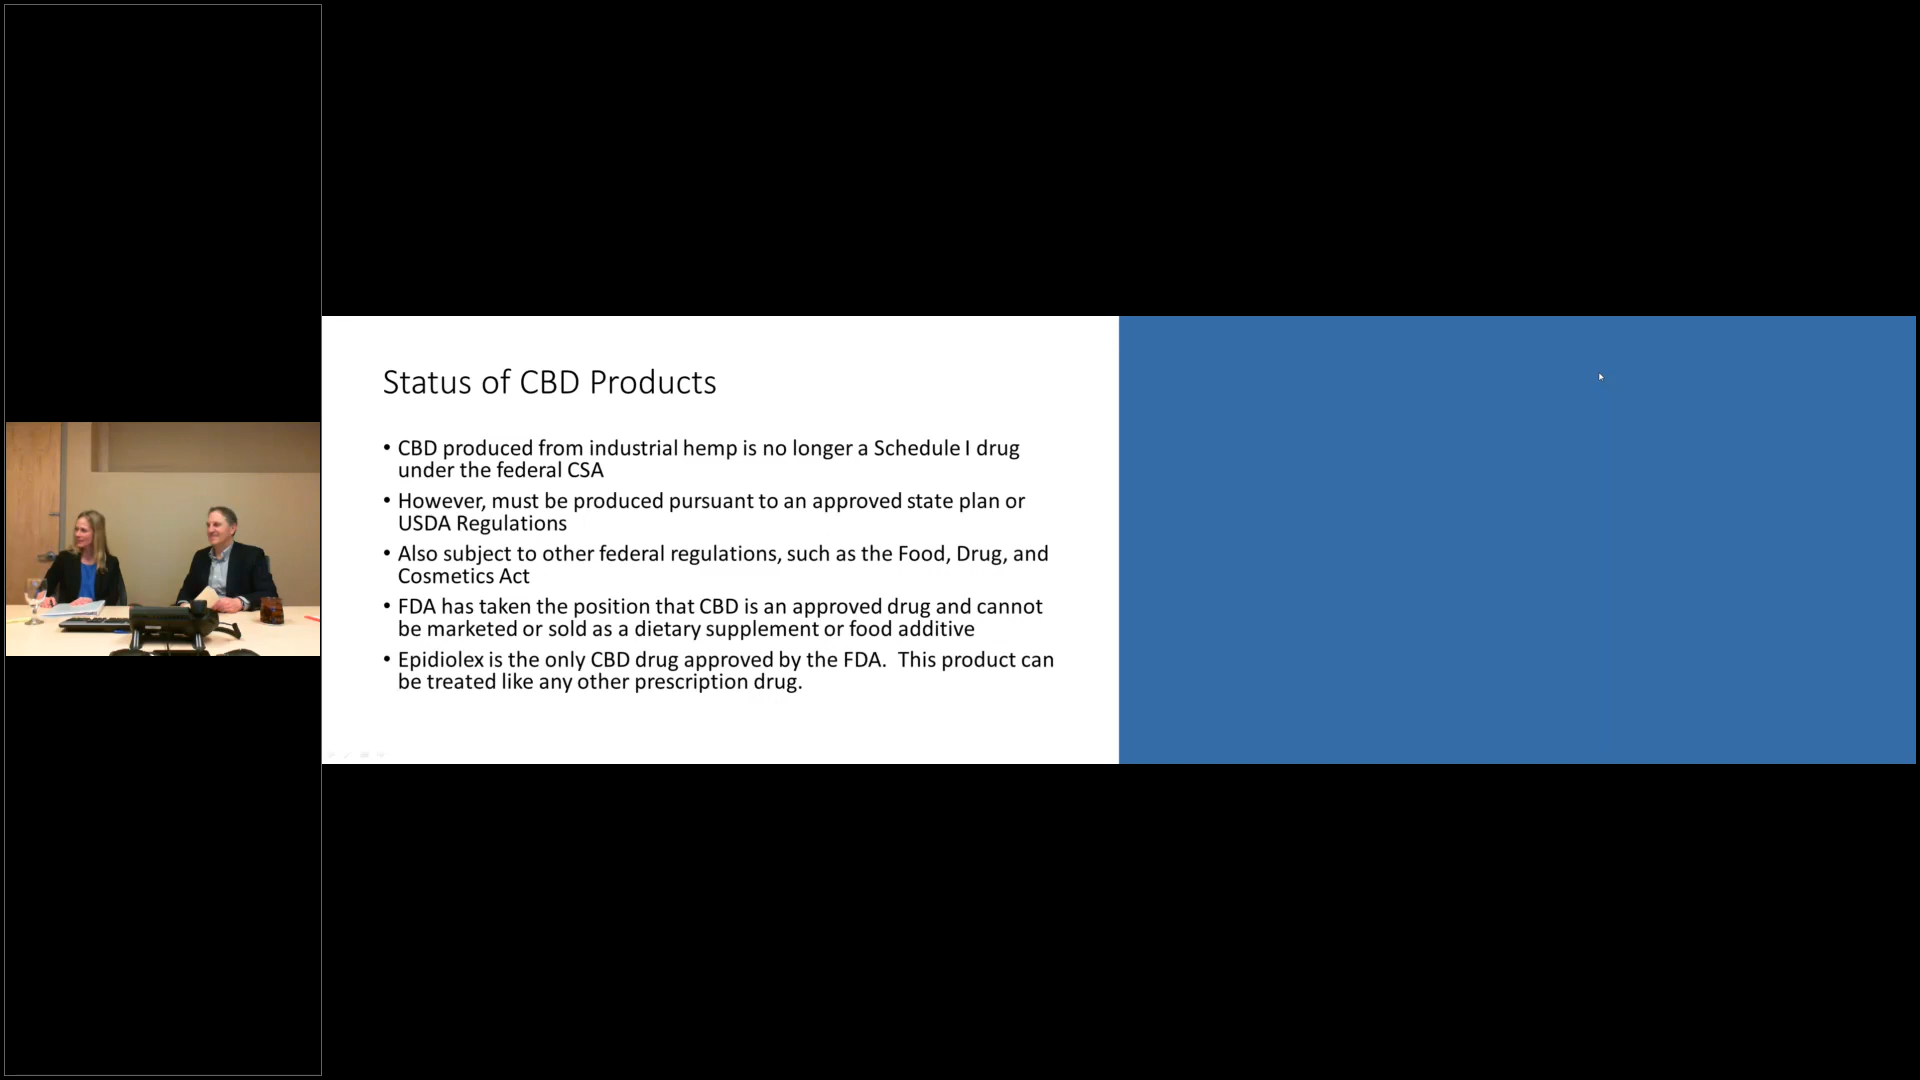 Status of CBD Products
• CBD produced from industrial hemp is no longer a Schedule I drug
under the federal CSA
• However, must be produced pursuant to an approved state plan or
USDA Regulations
• Also subject to other federal regulations, such as the Food, Drug, and
Cosmetics Act
• FDA has taken the position that CBD is an approved drug and cannot
be marketed or sold as a dietary supplement or food additive
• Epidiolex is the only CBD drug approved by the FDA.  This product can
be treated like any other prescription drug.